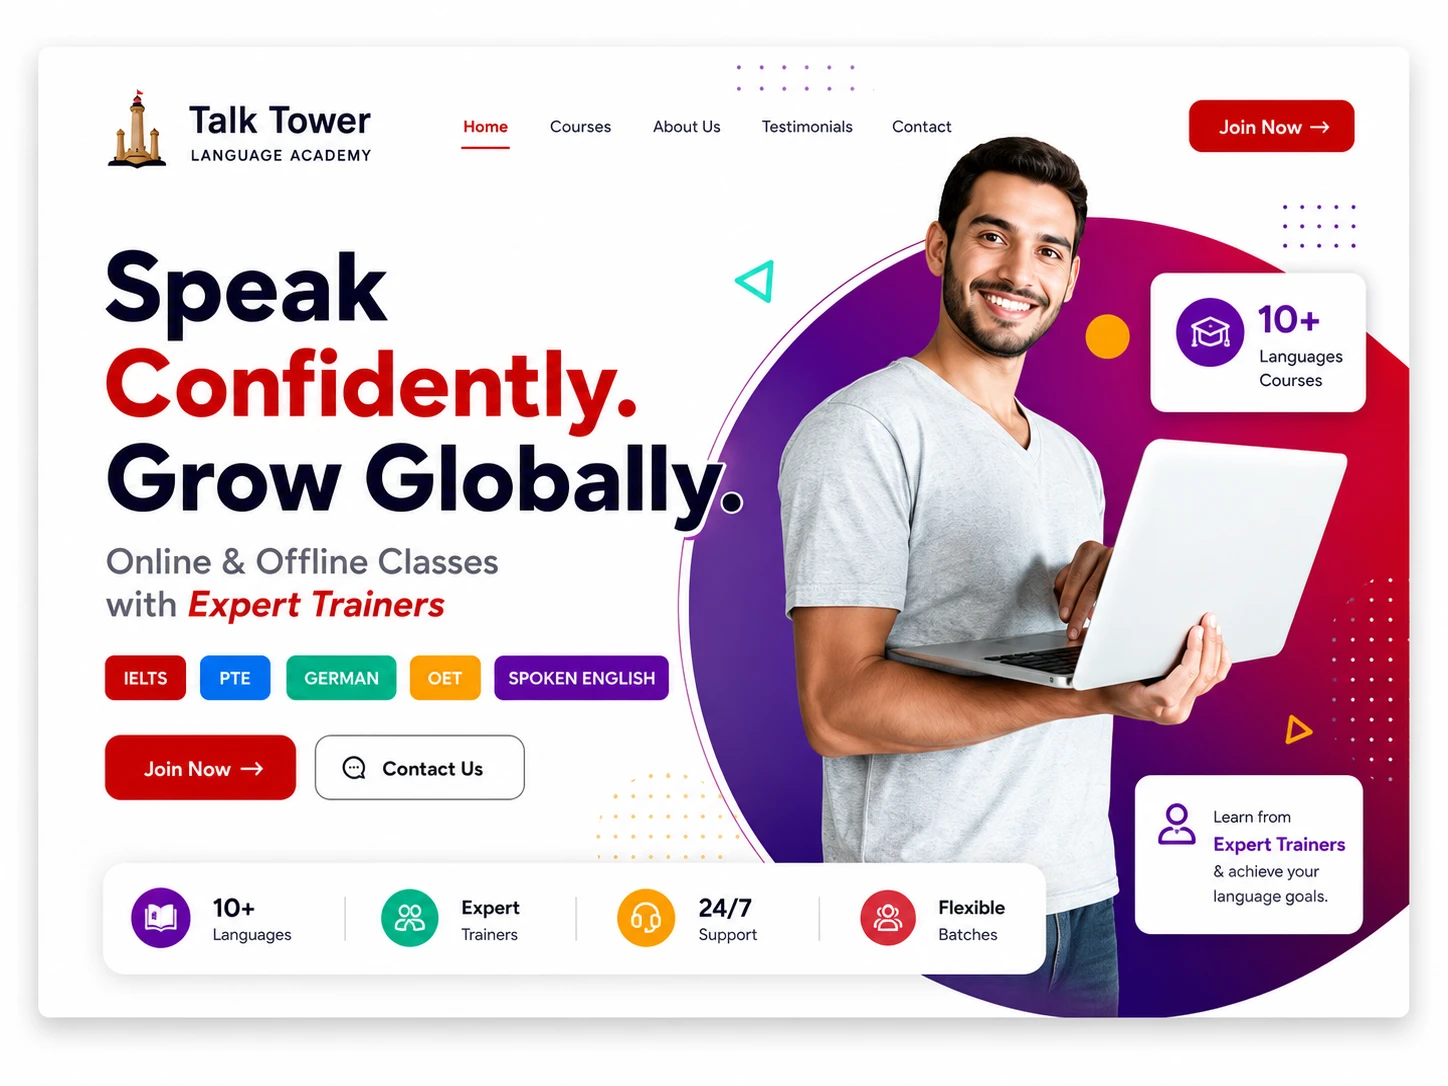 Talk Tower
LANGUAGE ACADEMY
Home
Courses
About Us
Testimonials
Contact
Join Now →
Speak
Confidently.
Grow Globally.
Online & Offline Classes
with Expert Trainers
IELTS
PTE
GERMAN
OET
SPOKEN ENGLISH
Join Now →
Contact Us
10+
Languages
Courses
Learn from
Expert Trainers
& achieve your
language goals.
10+
Languages
Expert
Trainers
24/7
Support
Flexible
Batches